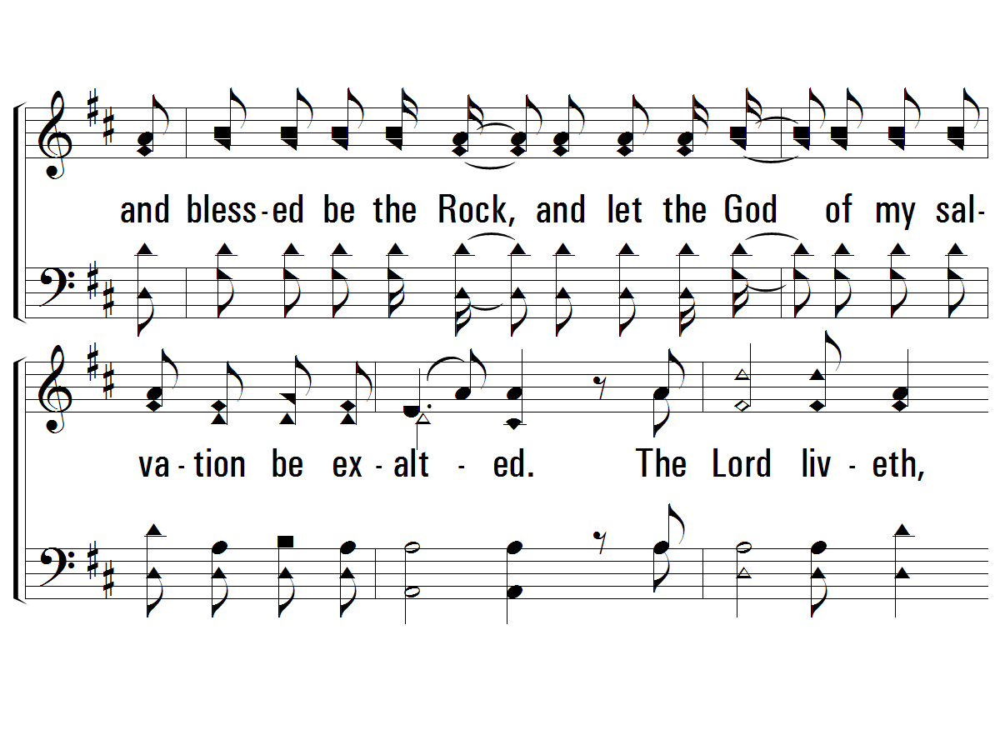 and bless-ed be the Rock, and let the God of my sal-
va-tion be ex-alt-ed. The Lord liv-eth,